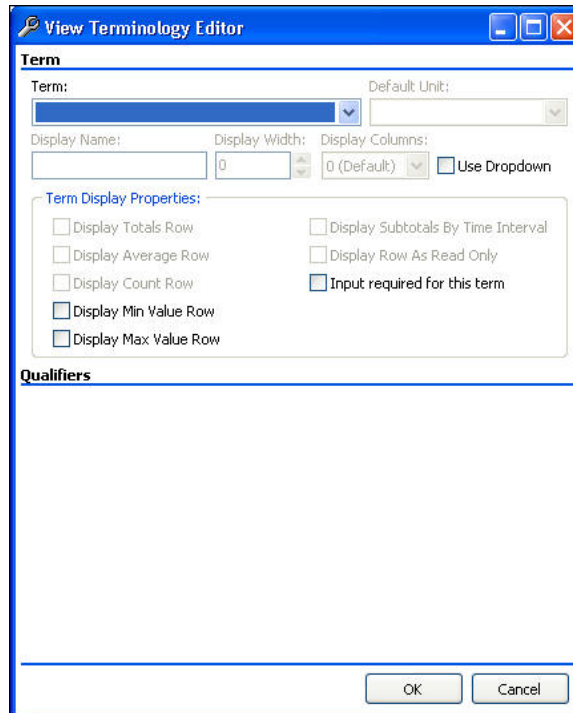 View Terminology Editor
Term
Term: Default Unit:
Display Name: Display Width: Display Columns:
0 0 (Default) Use Dropdown
Term Display Properties:
Display Totals Row Display Subtotals By Time Interval
Display Average Row Display Row As Read Only
Display Count Row Input required for this term
Display Min Value Row
Display Max Value Row
Qualifiers
OK Cancel